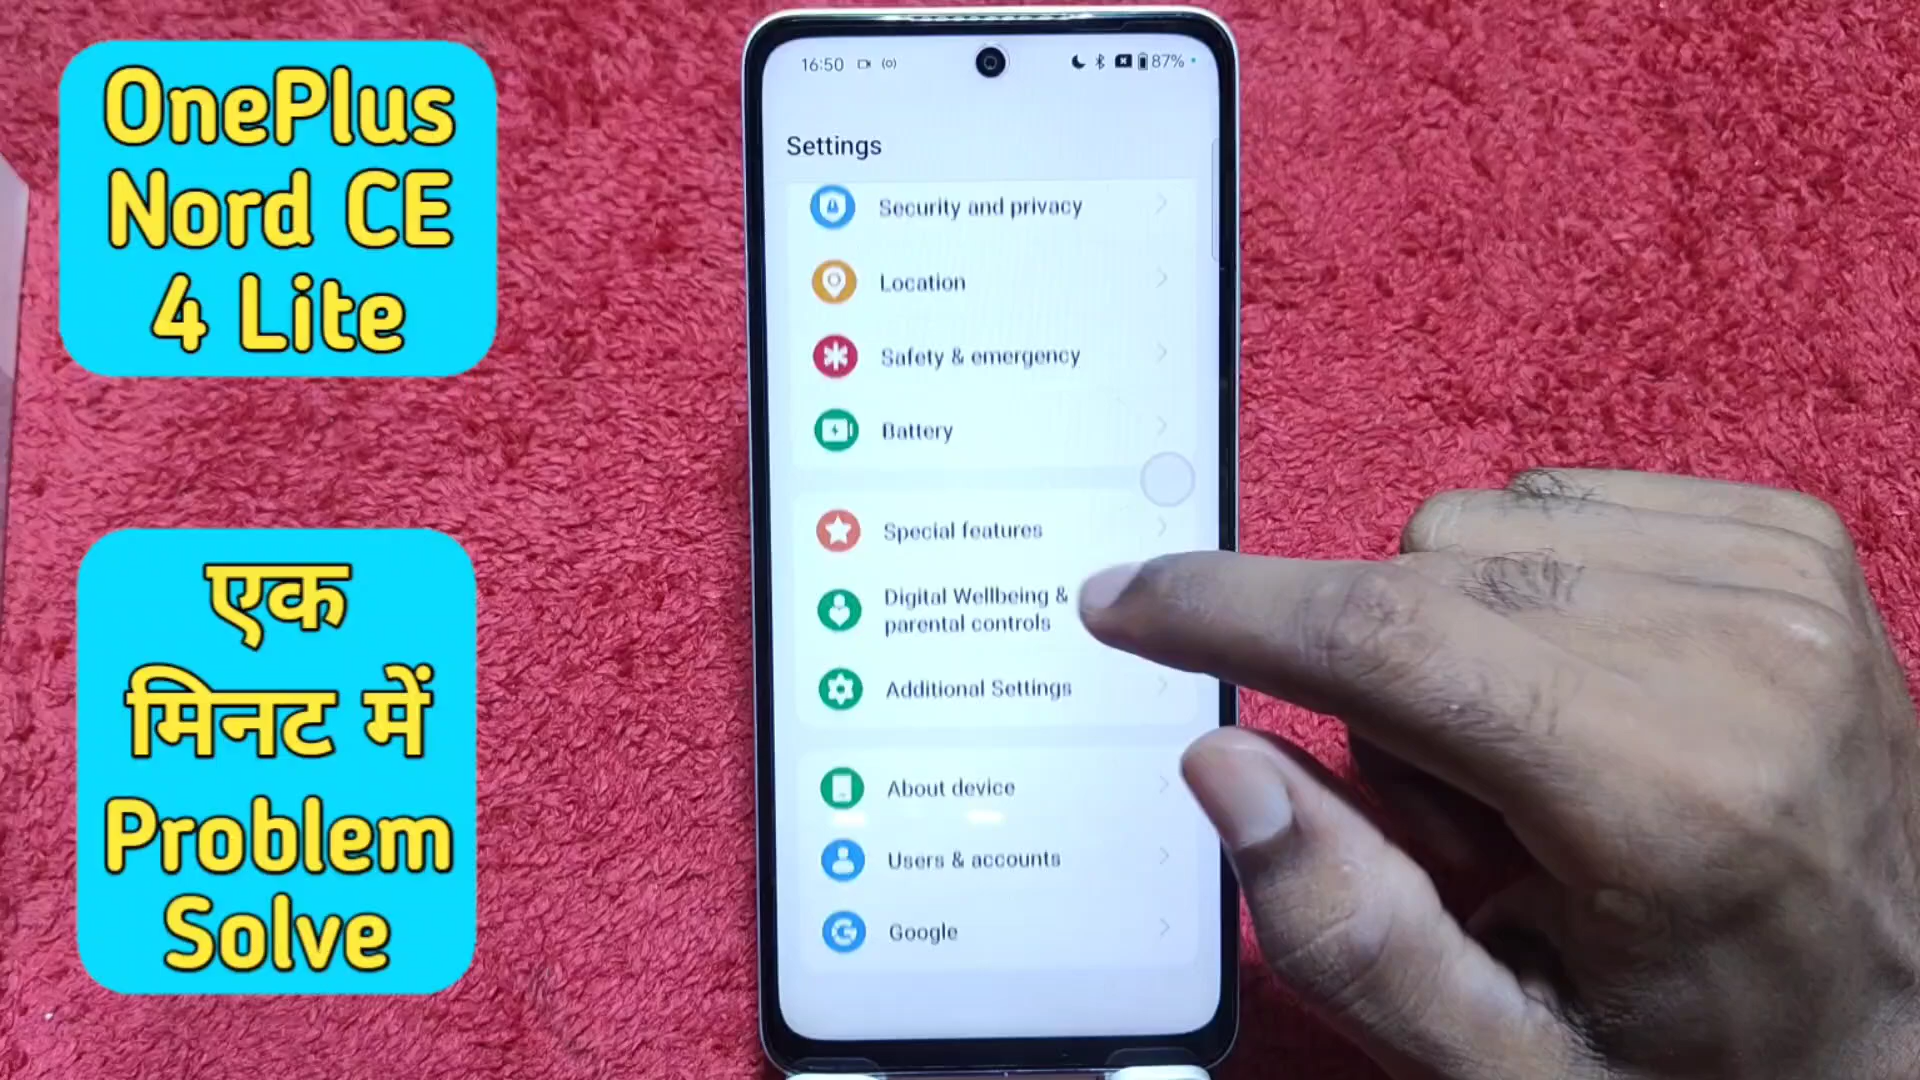 OnePlus
Nord CE
4 Lite
एक
मिनट में
Problem
Solve
16:50
87%
Settings
Security and privacy
Location
Safety & emergency
Battery
Special features
Digital Wellbeing &
parental controls
Additional Settings
About device
Users & accounts
Google